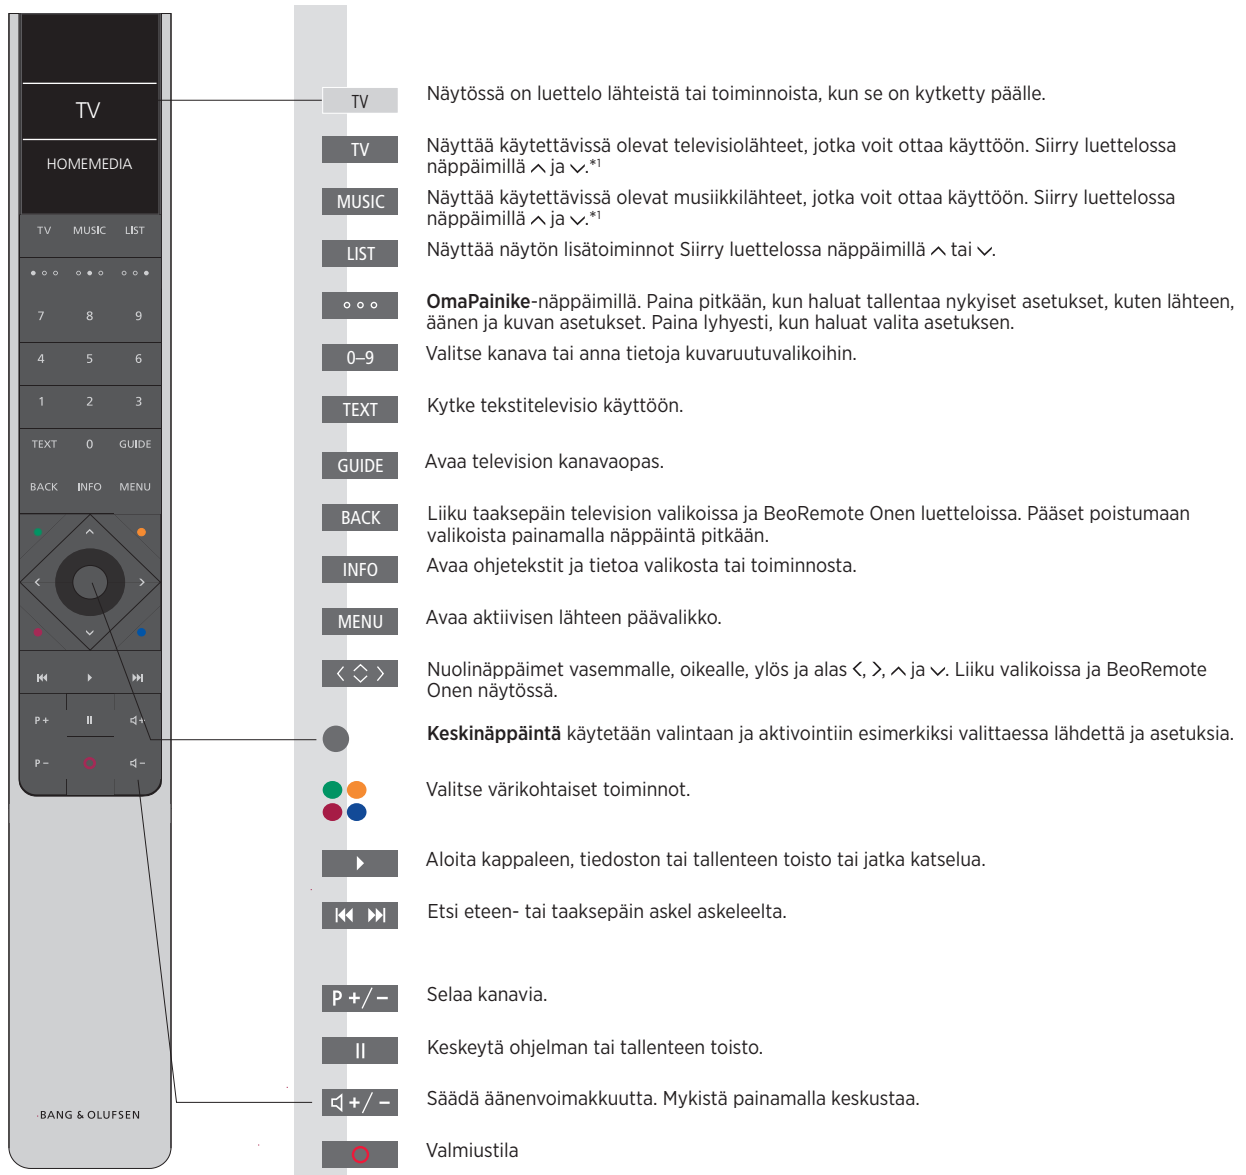 TV
HOMEMEDIA
TV MUSIC LIST
7 8 9
4 5 6
1 2 3
TEXT 0 GUIDE
BACK INFO MENU
P + 
P –
BANG & OLUFSEN
TV Näytössä on luettelo lähteistä tai toiminnoista, kun se on kytketty päälle.
TV Näyttää käytettävissä olevat televisiolähteet, jotka voit ottaa käyttöön. Siirry luettelossa
näppäimillä ja .*1
MUSIC Näyttää käytettävissä olevat musiikkilähteet, jotka voit ottaa käyttöön. Siirry luettelossa
näppäimillä ja .*1
LIST Näyttää näytön lisätoiminnot Siirry luettelossa näppäimillä tai .
OmaPainike-näppäimillä. Paina pitkään, kun haluat tallentaa nykyiset asetukset, kuten lähteen,
äänen ja kuvan asetukset. Paina lyhyesti, kun haluat valita asetuksen.
0–9 Valitse kanava tai anna tietoja kuvaruutuvalikoihin.
TEXT Kytke tekstitelevisio käyttöön.
GUIDE Avaa television kanavaopas.
BACK Liiku taaksepäin television valikoissa ja BeoRemote Onen luetteloissa. Pääset poistumaan
valikoista painamalla näppäintä pitkään.
INFO Avaa ohjetekstit ja tietoa valikosta tai toiminnosta.
MENU Avaa aktiivisen lähteen päävalikko.
Nuolinäppäimet vasemmalle, oikealle, ylös ja alas , , ja . Liiku valikoissa ja BeoRemote
Onen näytössä.
Keskinäppäintä käytetään valintaan ja aktivointiin esimerkiksi valittaessa lähdettä ja asetuksia.
Valitse värikohtaiset toiminnot.
Aloita kappaleen, tiedoston tai tallenteen toisto tai jatka katselua.
Etsi eteen- tai taaksepäin askel askeleelta.
P +/– Selaa kanavia.
Keskeytä ohjelman tai tallenteen toisto.
+/– Säädä äänenvoimakkuutta. Mykistä painamalla keskustaa.
Valmiustila